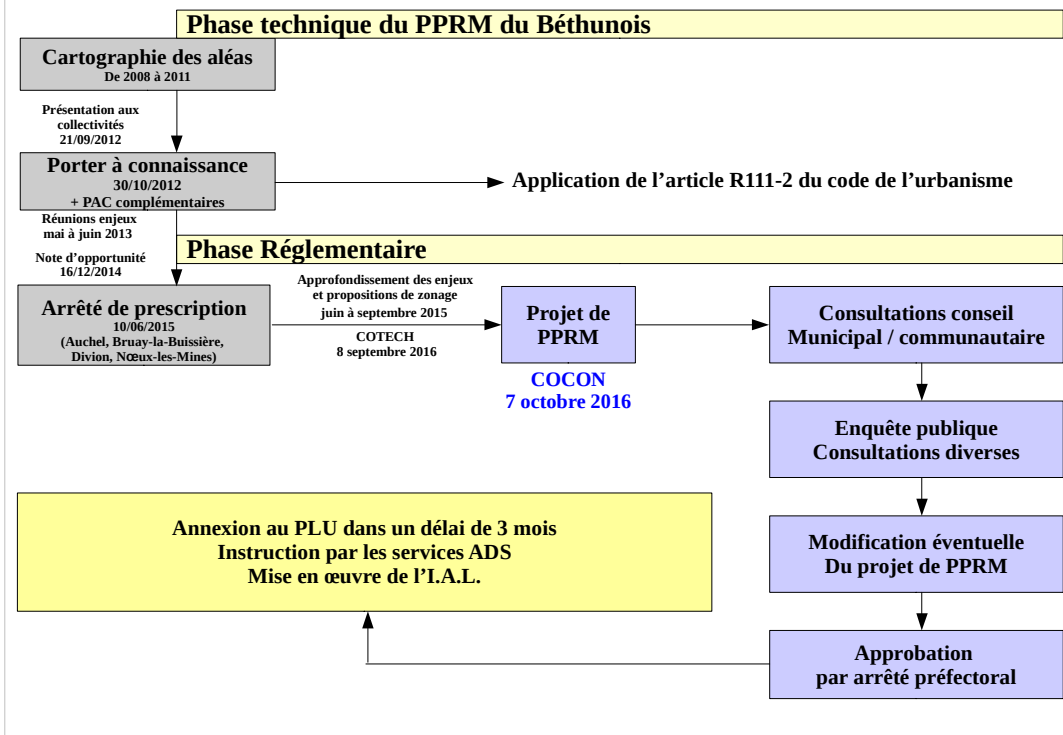 Phase technique du PPRM du Béthunois
Cartographie des aléas
De 2008 à 2011
Présentation aux
collectivités
21/09/2012
Porter à connaissance
30/10/2012
+ PAC complémentaires
Application de l’article R111-2 du code de l’urbanisme
Réunions enjeux
mai à juin 2013
Note d’opportunité
16/12/2014
Phase Réglementaire
Arrêté de prescription
10/06/2015
(Auchel, Bruay-la-Buissière,
Divion, Nœux-les-Mines)
Approfondissement des enjeux
et propositions de zonage
juin à septembre 2015
COTECH
8 septembre 2016
Projet de
PPRM
COCON
7 octobre 2016
Consultations conseil
Municipal / communautaire
Enquête publique
Consultations diverses
Modification éventuelle
Du projet de PPRM
Approbation
par arrêté préfectoral
Annexion au PLU dans un délai de 3 mois
Instruction par les services ADS
Mise en œuvre de l’I.A.L.